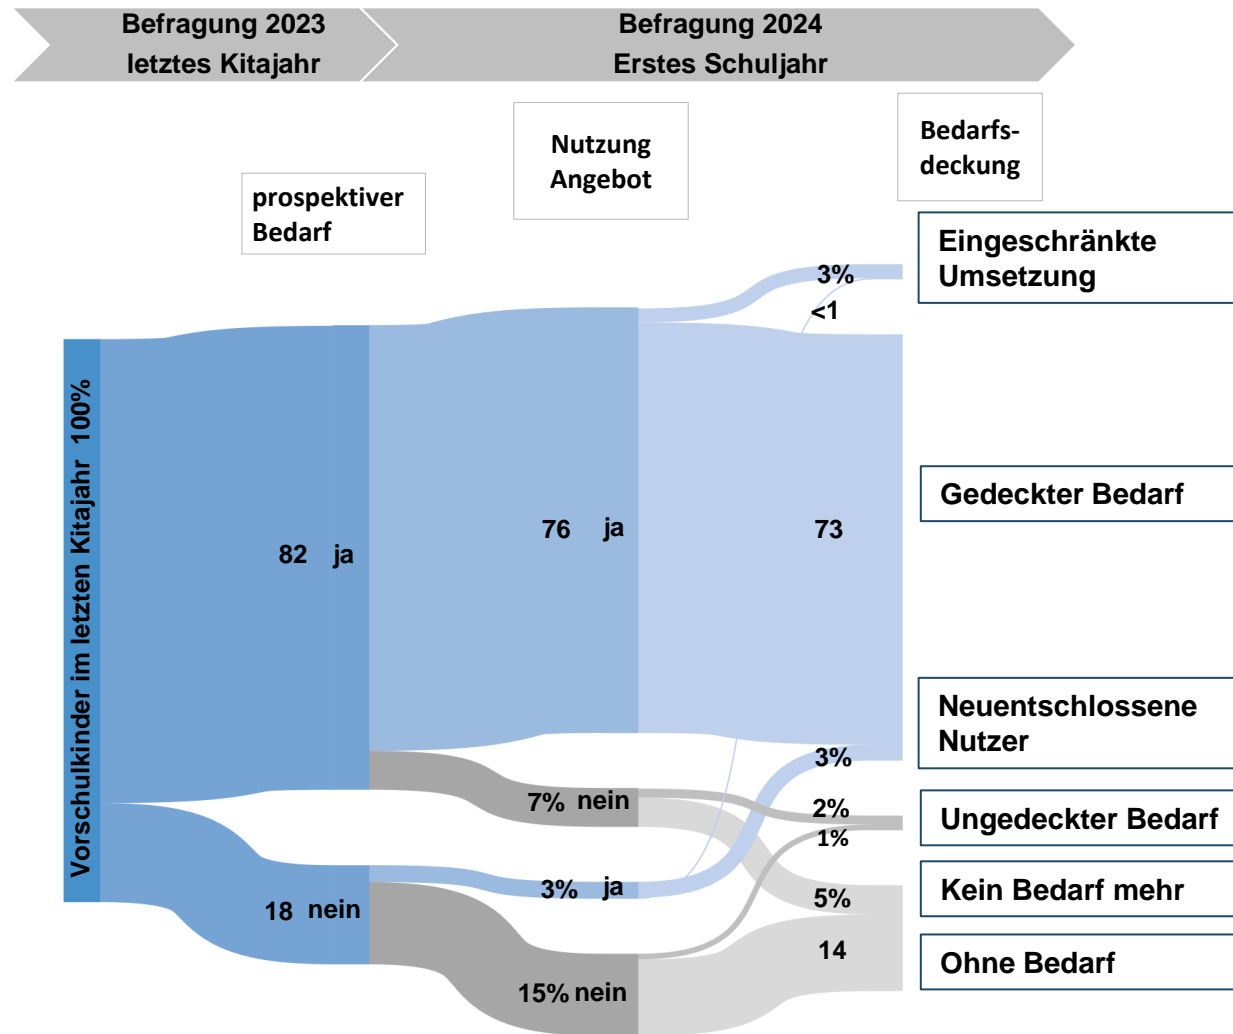 Befragung 2023
letztes Kitajahr
Befragung 2024
Erstes Schuljahr
prospektiver
Bedarf
Nutzung
Angebot
Bedarfs-
deckung
Vorschulkinder im letzten Kitajahr 100%
82 ja
18 nein
76 ja
7% nein
3% ja
15% nein
3%
<1
73
3%
2%
1%
5%
14
Eingeschränkte
Umsetzung
Gedeckter Bedarf
Neuentschlossene
Nutzer
Ungedeckter Bedarf
Kein Bedarf mehr
Ohne Bedarf